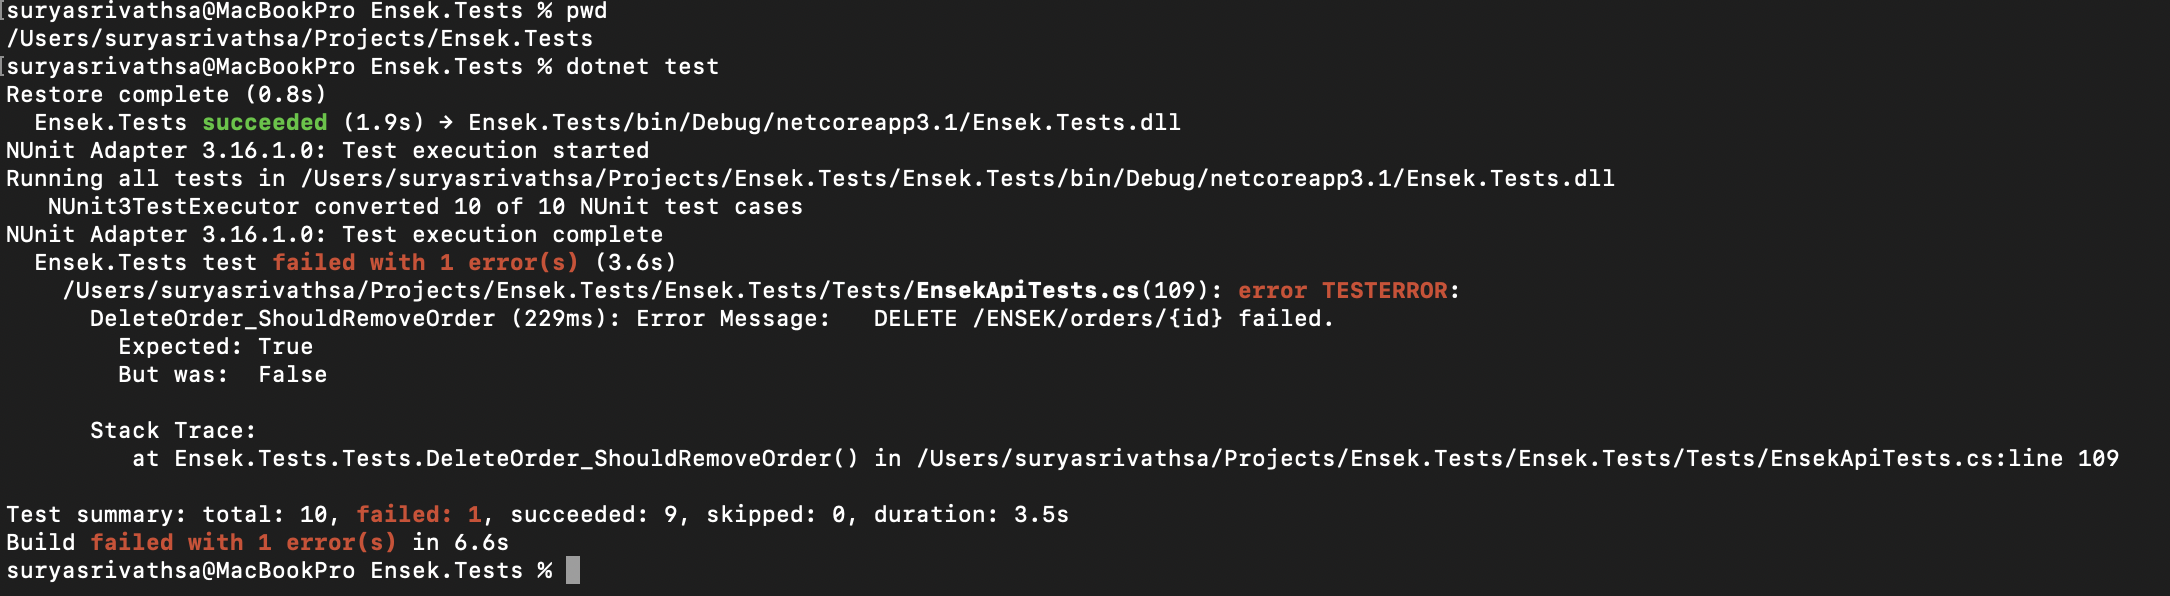 [suryasrivathsa@MacBookPro Ensek.Tests % pwd
/Users/suryasrivathsa/Projects/Ensek.Tests
[suryasrivathsa@MacBookPro Ensek.Tests % dotnet test
Restore complete (0.8s)
  Ensek.Tests succeeded (1.9s) → Ensek.Tests/bin/Debug/netcoreapp3.1/Ensek.Tests.dll
NUnit Adapter 3.16.1.0: Test execution started
Running all tests in /Users/suryasrivathsa/Projects/Ensek.Tests/Ensek.Tests/bin/Debug/netcoreapp3.1/Ensek.Tests.dll
   NUnit3TestExecutor converted 10 of 10 NUnit test cases
NUnit Adapter 3.16.1.0: Test execution complete
  Ensek.Tests test failed with 1 error(s) (3.6s)
    /Users/suryasrivathsa/Projects/Ensek.Tests/Ensek.Tests/Tests/EnsekApiTests.cs(109): error TESTERROR:
      DeleteOrder_ShouldRemoveOrder (229ms): Error Message:   DELETE /ENSEK/orders/{id} failed.
        Expected: True
        But was:  False
      Stack Trace:
         at Ensek.Tests.Tests.DeleteOrder_ShouldRemoveOrder() in /Users/suryasrivathsa/Projects/Ensek.Tests/Ensek.Tests/Tests/EnsekApiTests.cs:line 109
Test summary: total: 10, failed: 1, succeeded: 9, skipped: 0, duration: 3.5s
Build failed with 1 error(s) in 6.6s
suryasrivathsa@MacBookPro Ensek.Tests %